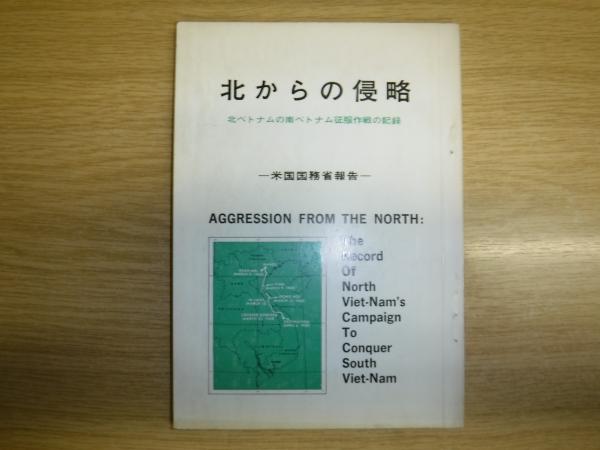 北からの侵略
北ベトナムの南ベトナム征服作戦の記録
―米国国務省報告―
AGGRESSION FROM THE NORTH:
The
Record
Of
North
Viet-Nam's
Campaign
To
Conquer
South
Viet-Nam